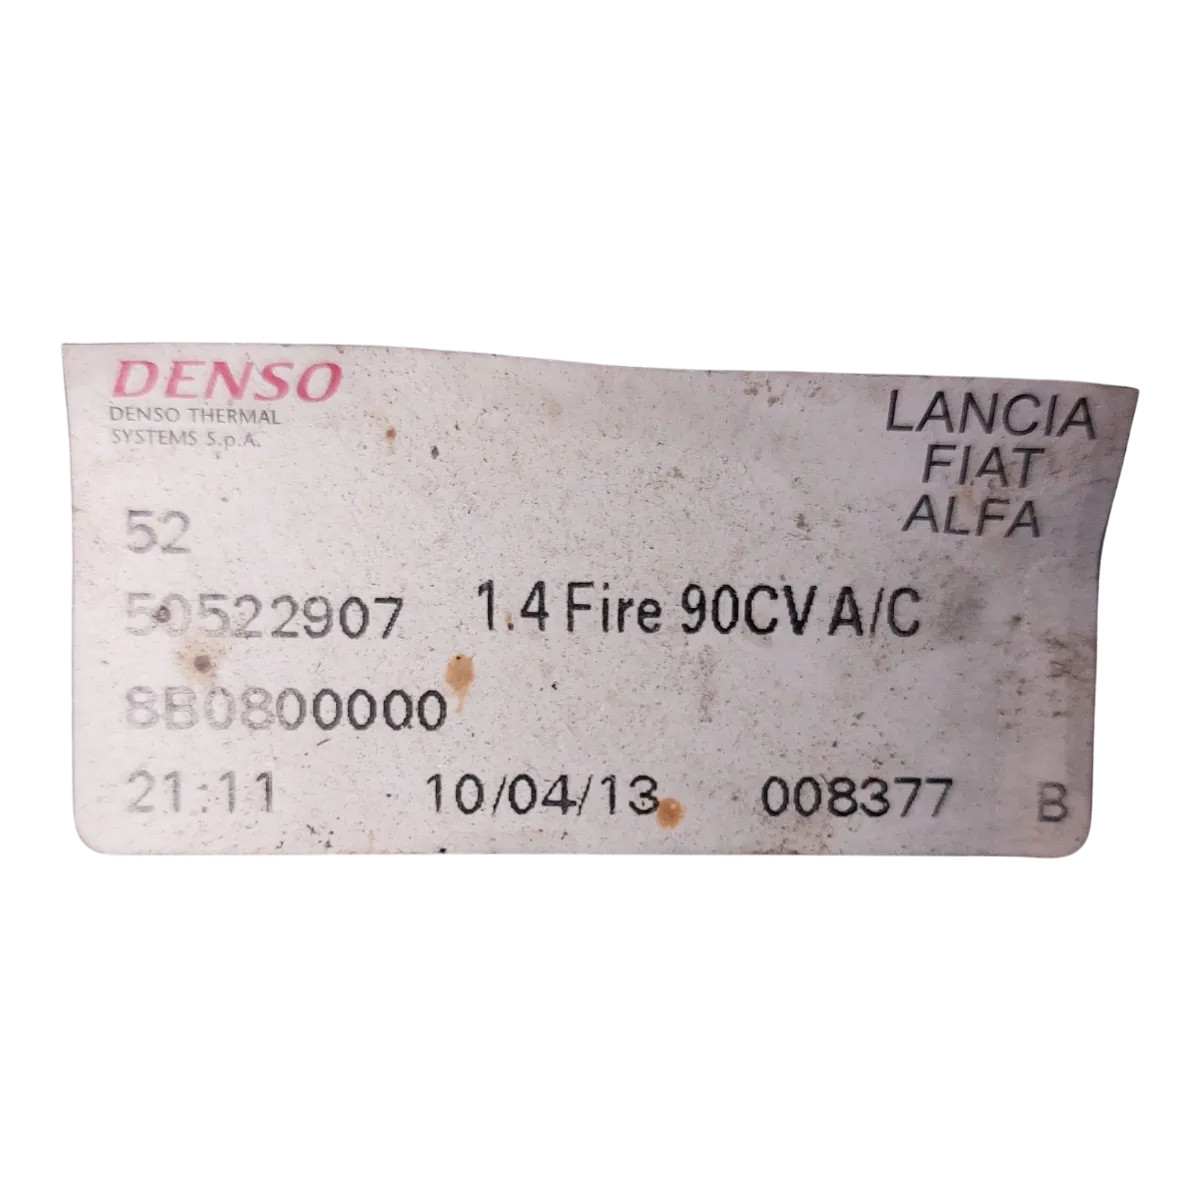 DENSO
DENSO THERMAL
SYSTEMS S.p.A.
LANCIA
FIAT
ALFA
52
50522907 1.4 Fire 90CV A/C
8B0800000
21:11 10/04/13 008377 B